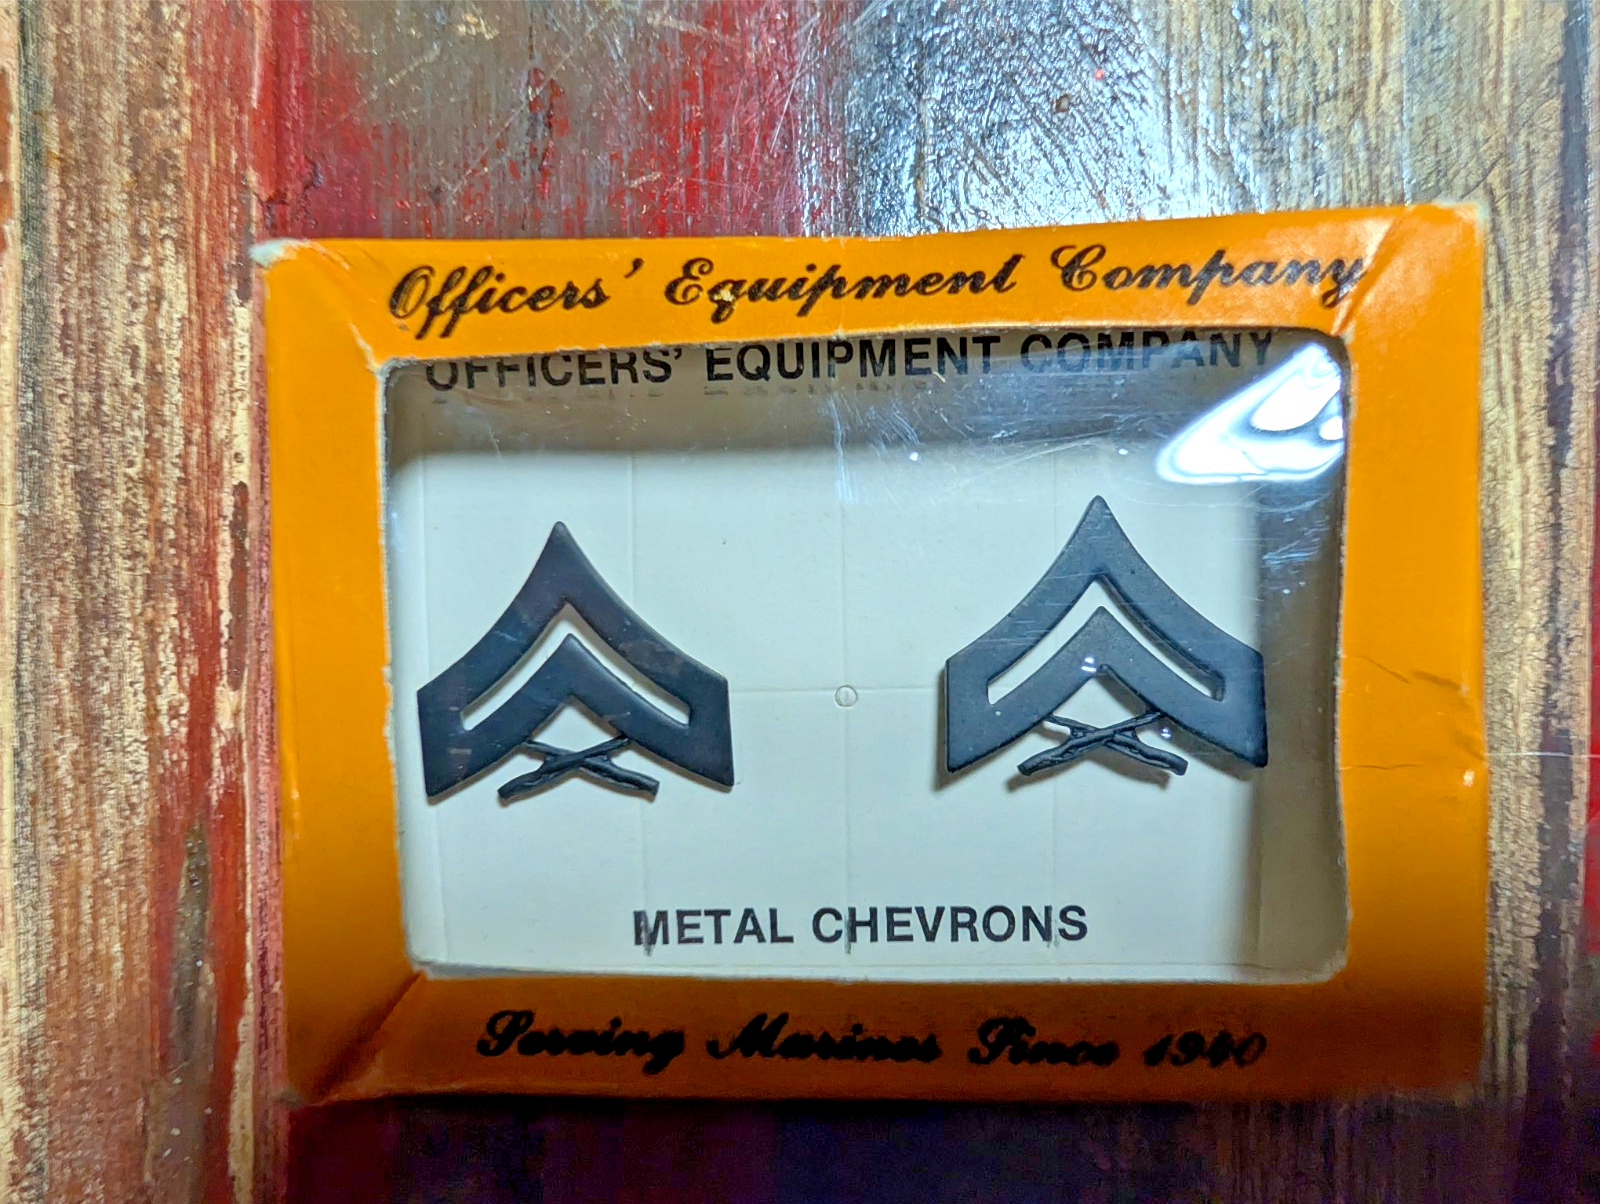 Officers' Equipment Company
OFFICERS' EQUIPMENT COMPANY
METAL CHEVRONS
Serving Marines Since 1940